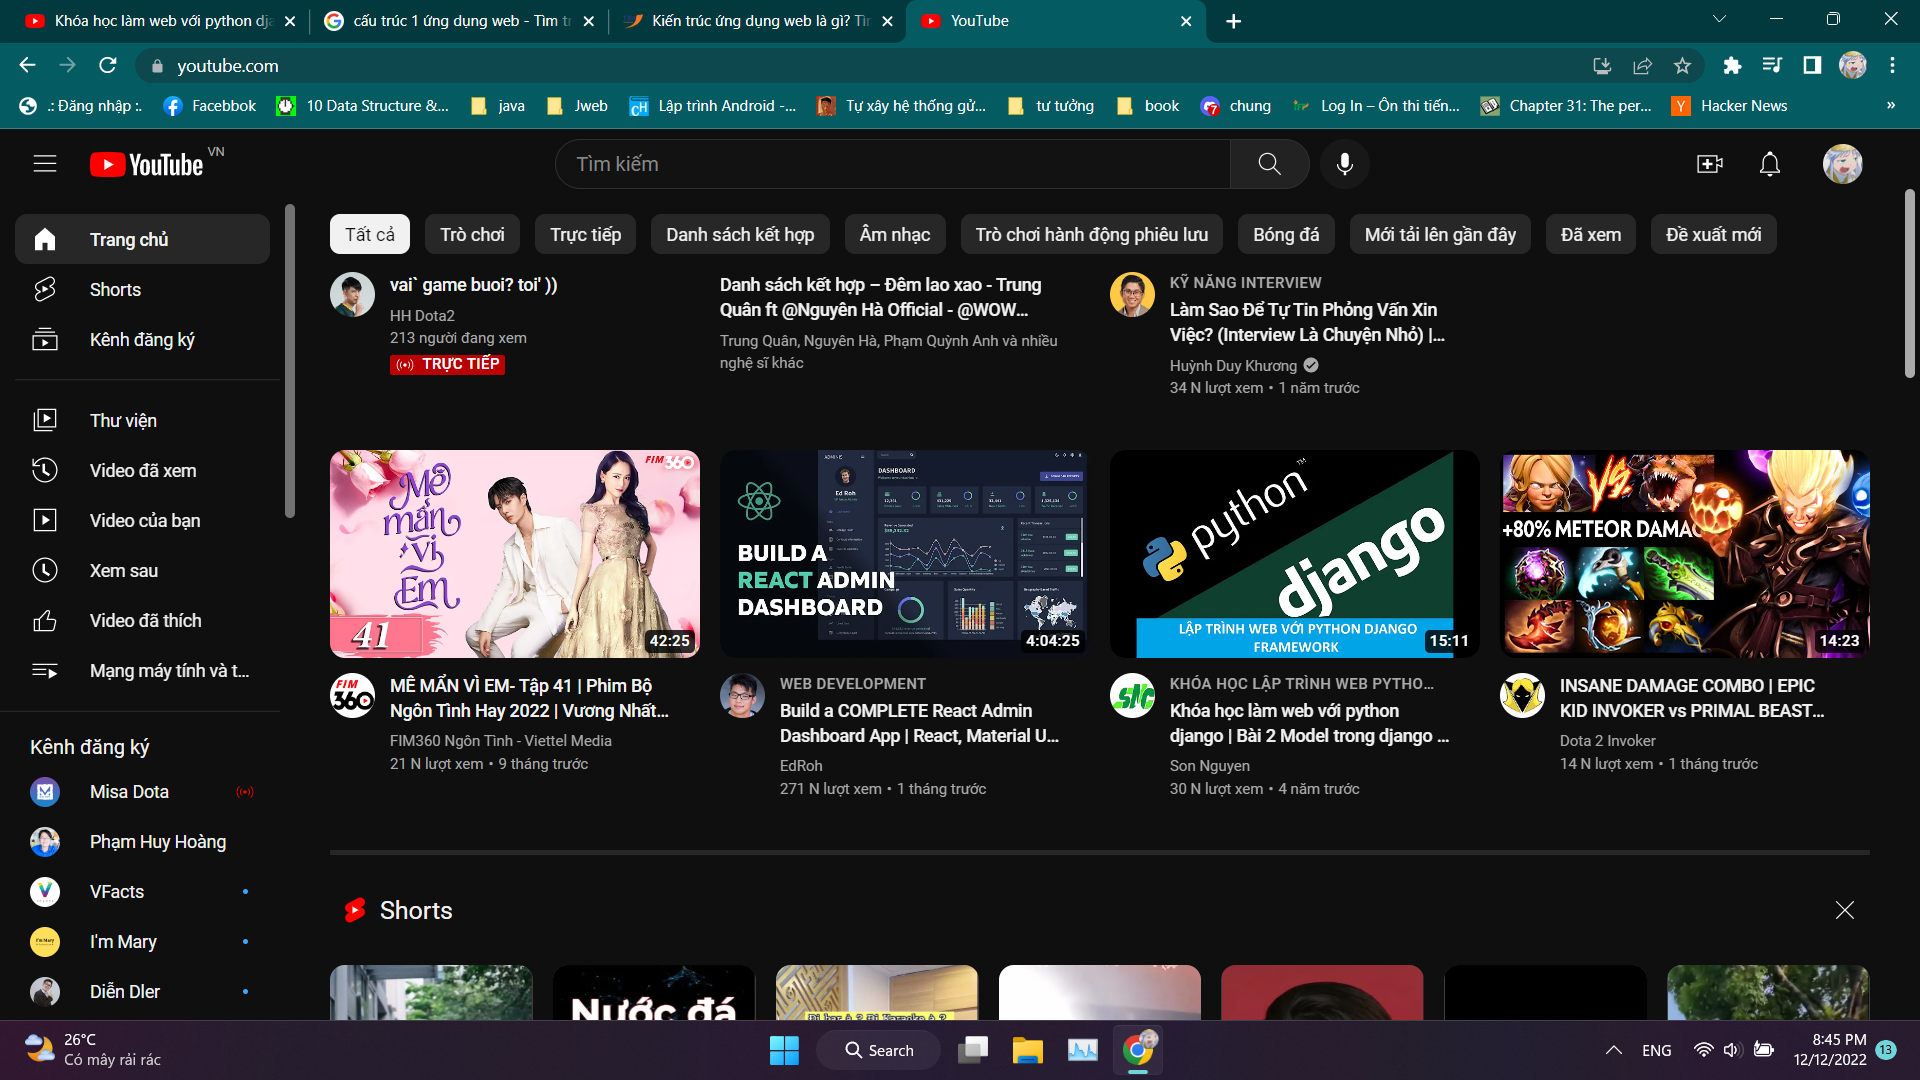 Khóa học làm web với python dja
cấu trúc 1 ứng dụng web - Tìm tr
Kiến trúc ứng dụng web là gì? Tìr
YouTube
youtube.com
.: Đăng nhập :.
Facebbok
10 Data Structure &...
java
Jweb
Lập trình Android -...
Tự xây hệ thống gử...
tư tưởng
book
chung
Log In – Ôn thi tiến...
Chapter 31: The per...
Hacker News
»
YouTube VN
Tìm kiếm
Trang chủ
Shorts
Kênh đăng ký
Thư viện
Video đã xem
Video của bạn
Xem sau
Video đã thích
Mạng máy tính và t...
Kênh đăng ký
Misa Dota
Phạm Huy Hoàng
VFacts
I'm Mary
Diễn Dler
Tất cả
Trò chơi
Trực tiếp
Danh sách kết hợp
Âm nhạc
Trò chơi hành động phiêu lưu
Bóng đá
Mới tải lên gần đây
Đã xem
Đề xuất mới
vai` game buoi? toi' ))
HH Dota2
213 người đang xem
TRỰC TIẾP
Danh sách kết hợp – Đêm lao xao - Trung
Quân ft @Nguyên Hà Official - @WOW...
Trung Quân, Nguyên Hà, Phạm Quỳnh Anh và nhiều
nghệ sĩ khác
KỸ NĂNG INTERVIEW
Làm Sao Để Tự Tin Phỏng Vấn Xin
Việc? (Interview Là Chuyện Nhỏ) |...
Huỳnh Duy Khương
34 N lượt xem • 1 năm trước
FIM360
Mê
mẩn
vì
Em
41
42:25
FIM
360
MÊ MẨN VÌ EM- Tập 41 | Phim Bộ
Ngôn Tình Hay 2022 | Vương Nhất...
FIM360 Ngôn Tình - Viettel Media
21 N lượt xem • 9 tháng trước
Ed Roh
DASHBOARD
BUILD A
REACT ADMIN
DASHBOARD
4:04:25
WEB DEVELOPMENT
Build a COMPLETE React Admin
Dashboard App | React, Material U...
EdRoh
271 N lượt xem • 1 tháng trước
python™
django
LẬP TRÌNH WEB VỚI PYTHON DJANGO
FRAMEWORK
15:11
KHÓA HỌC LẬP TRÌNH WEB PYTHO...
Khóa học làm web với python
django | Bài 2 Model trong django ...
Son Nguyen
30 N lượt xem • 4 năm trước
VS
+80% METEOR DAMAG
14:23
INSANE DAMAGE COMBO | EPIC
KID INVOKER vs PRIMAL BEAST...
Dota 2 Invoker
14 N lượt xem • 1 tháng trước
Shorts
Nước đá
Đi bar à ? Đi Karaoke à ?
26°C
Có mây rải rác
Search
ENG
8:45 PM
12/12/2022
13